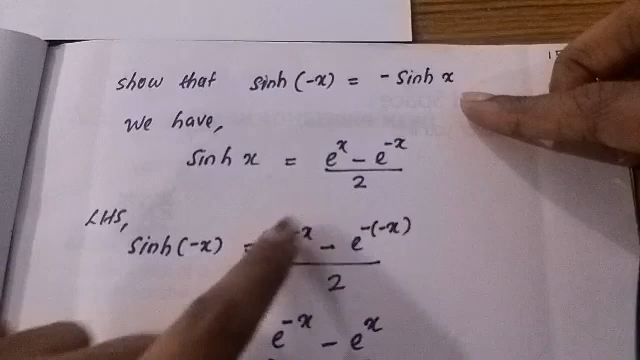 show that sinh(-x) = - sinh x
We have,
sinh x = e^x - e^-x / 2
LHS,
sinh(-x) = -x - e^-(-x) / 2
e^-x - e^x